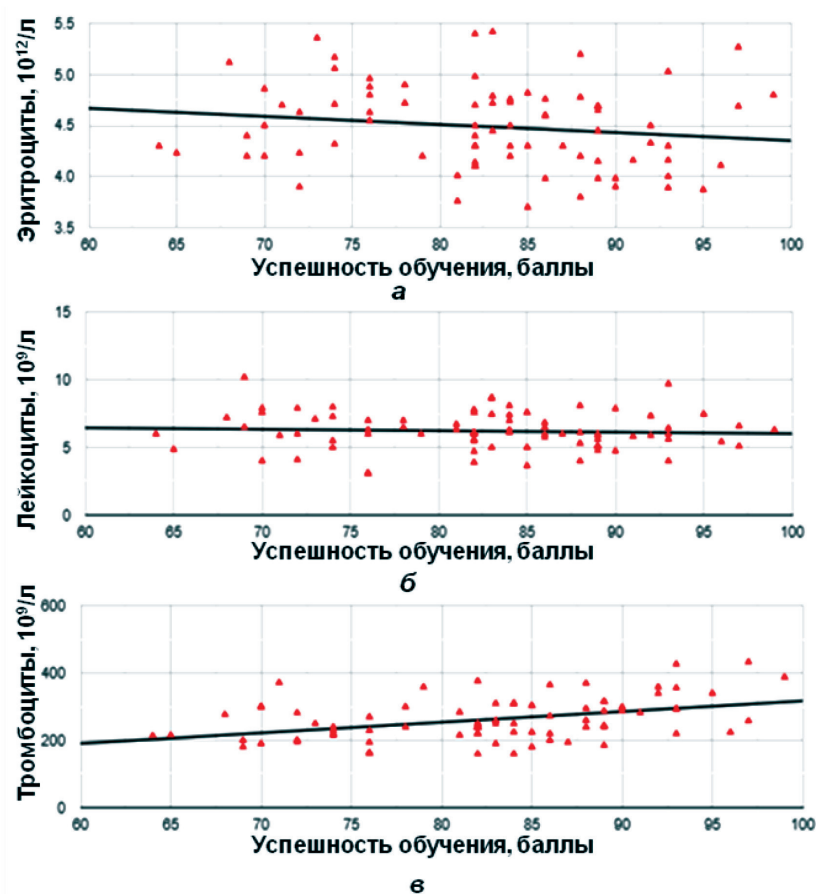 Эритроциты, 10¹²/л
5.5
5.0
4.5
4.0
3.5
60 65 70 75 80 85 90 95 100
Успешность обучения, баллы
а
Лейкоциты, 10⁹/л
15
10
5
0
60 65 70 75 80 85 90 95 100
Успешность обучения, баллы
б
Тромбоциты, 10⁹/л
600
400
200
0
60 65 70 75 80 85 90 95 100
Успешность обучения, баллы
в